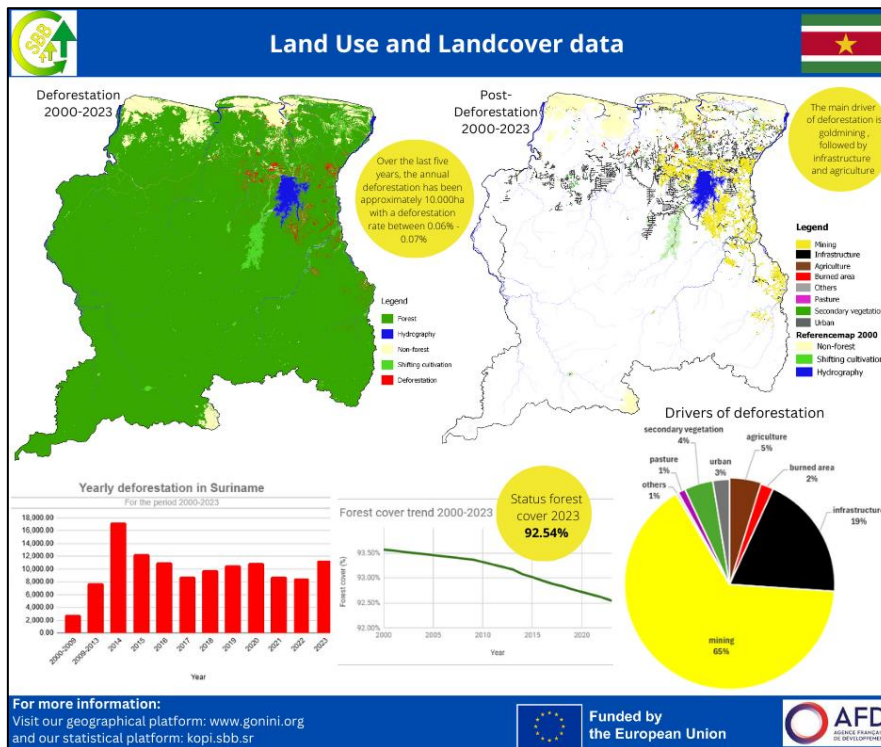 SBB
Land Use and Landcover data
Deforestation
2000-2023
Over the last five
years, the annual
deforestation has been
approximately 10.000ha
with a deforestation
rate between 0.06% -
0.07%
Legend
Forest
Hydrography
Non-forest
Shifting cultivation
Deforestation
Post-
Deforestation
2000-2023
The main driver
of deforestation is
goldmining ,
followed by
infrastructure
and agriculture
Legend
Mining
Infrastructure
Agriculture
Burned area
Others
Pasture
Secondary vegetation
Urban
Referencemap 2000
Non-forest
Shifting cultivation
Hydrography
Yearly deforestation in Suriname
For the period 2000-2023
18,000.00
16,000.00
14,000.00
12,000.00
10,000.00
8,000.00
6,000.00
4,000.00
2,000.00
0.00
2000-2009
2009-2013
2014
2015
2016
2017
2018
2019
2020
2021
2022
2023
Year
Forest cover trend 2000-2023
Status forest
cover 2023
92.54%
Forest cover (%)
93.50%
93.00%
92.50%
92.00%
2000
2005
2010
2015
2020
Year
Drivers of deforestation
secondary vegetation
4%
agriculture
5%
urban
3%
pasture
1%
burned area
2%
others
1%
infrastructure
19%
mining
65%
For more information:
Visit our geographical platform: www.gonini.org
and our statistical platform: kopi.sbb.sr
Funded by
the European Union
AFD
AGENCE FRANÇAISE
DE DÉVELOPPEMENT